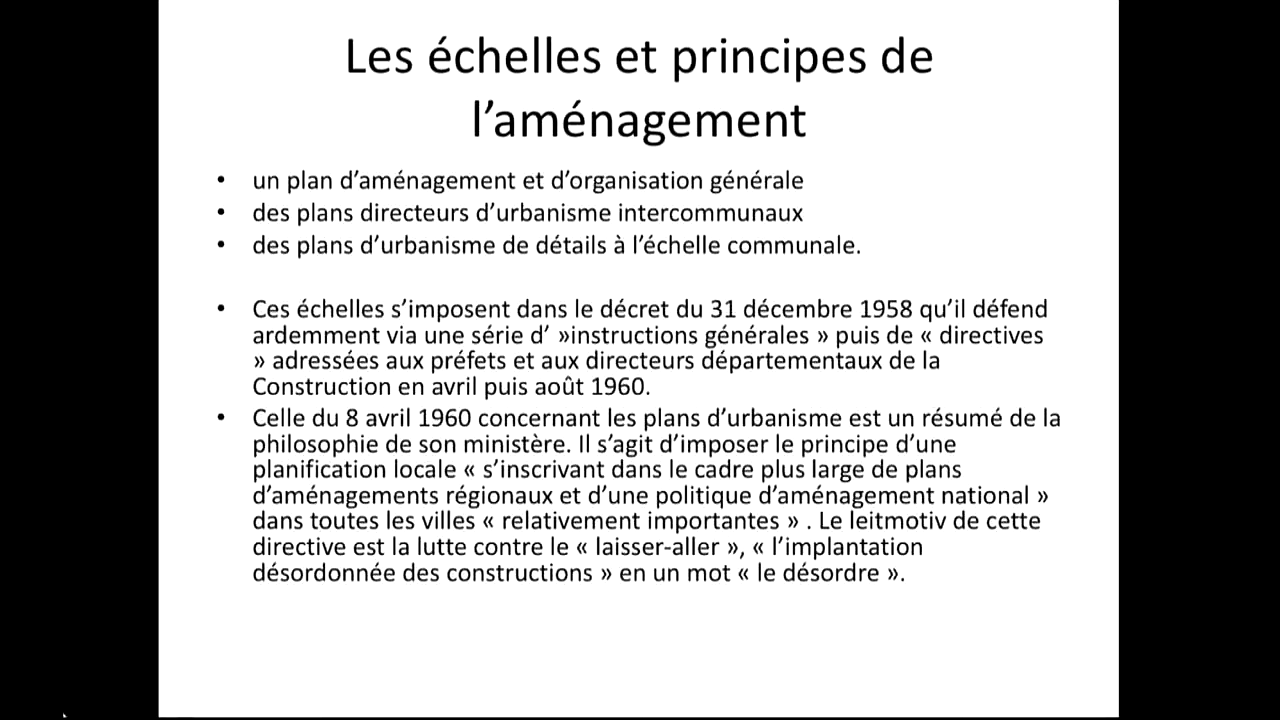 Les échelles et principes de
l’aménagement
• un plan d’aménagement et d’organisation générale
• des plans directeurs d’urbanisme intercommunaux
• des plans d’urbanisme de détails à l’échelle communale.
• Ces échelles s’imposent dans le décret du 31 décembre 1958 qu’il défend
ardemment via une série d’ »instructions générales » puis de « directives
» adressées aux préfets et aux directeurs départementaux de la
Construction en avril puis août 1960.
• Celle du 8 avril 1960 concernant les plans d’urbanisme est un résumé de la
philosophie de son ministère. Il s’agit d’imposer le principe d’une
planification locale « s’inscrivant dans le cadre plus large de plans
d’aménagements régionaux et d’une politique d’aménagement national »
dans toutes les villes « relativement importantes » . Le leitmotiv de cette
directive est la lutte contre le « laisser-aller », « l’implantation
désordonnée des constructions » en un mot « le désordre ».